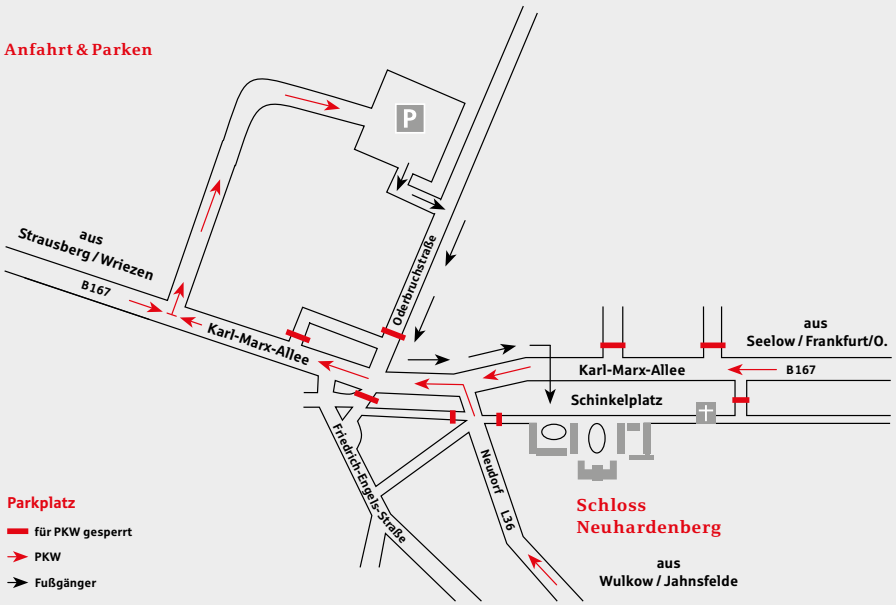 Anfahrt & Parken
P
aus
Strausberg / Wriezen
B167
Karl-Marx-Allee
Oderbruchstraße
aus
Seelow / Frankfurt/O.
Karl-Marx-Allee
B167
Schinkelplatz
Friedrich-Engels-Straße
Neudorf
L36
Schloss
Neuhardenberg
aus
Wulkow / Jahnsfelde
Parkplatz
für PKW gesperrt
PKW
Fußgänger